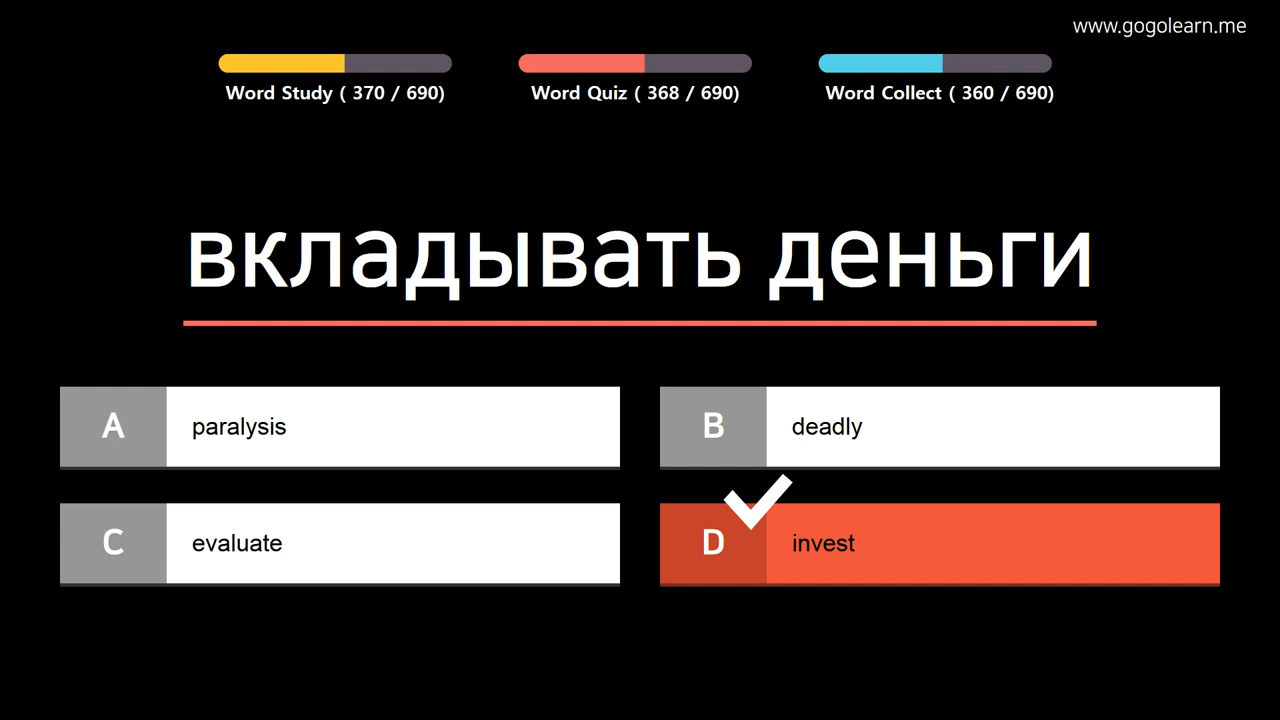 www.gogolearn.me
Word Study ( 370 / 690)
Word Quiz ( 368 / 690)
Word Collect ( 360 / 690)
вкладывать деньги
A paralysis
B deadly
C evaluate
D invest